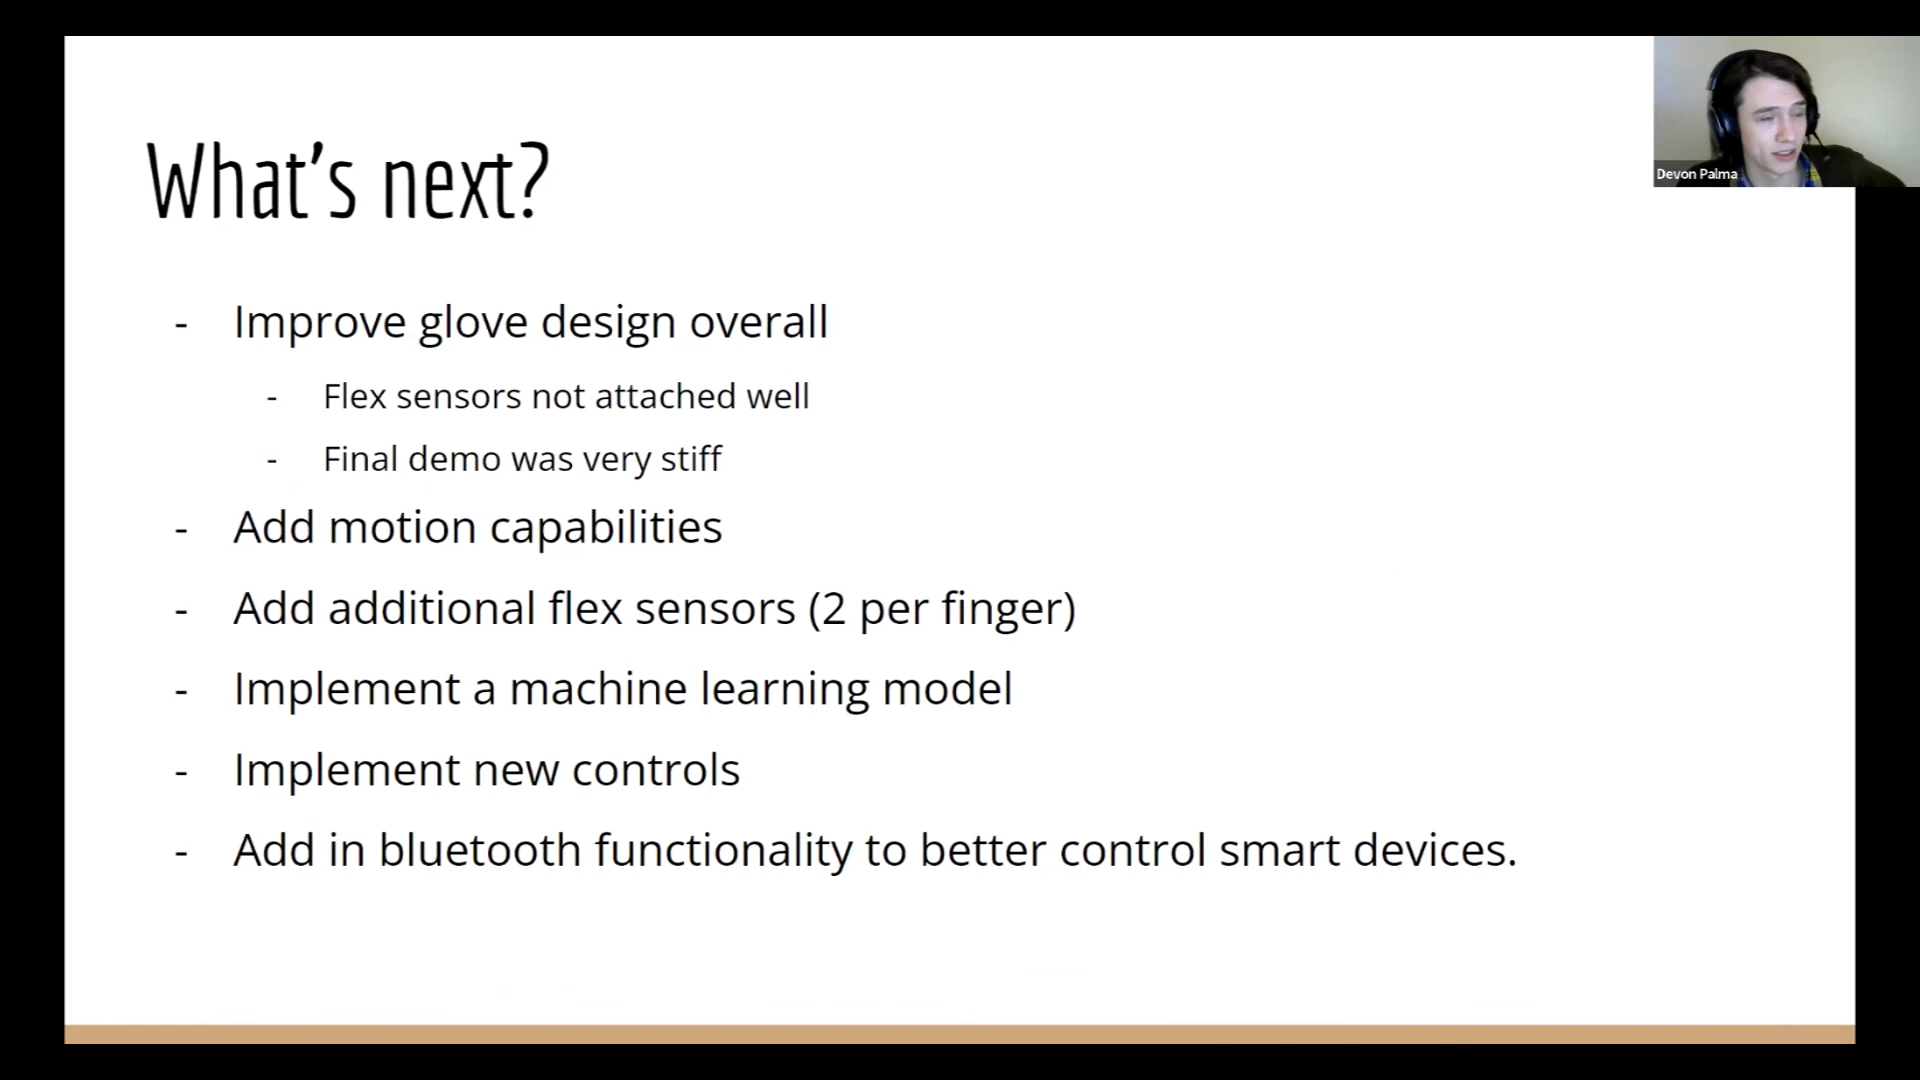 What's next?
Devon Palma
- Improve glove design overall
- Flex sensors not attached well
- Final demo was very stiff
- Add motion capabilities
- Add additional flex sensors (2 per finger)
- Implement a machine learning model
- Implement new controls
- Add in bluetooth functionality to better control smart devices.